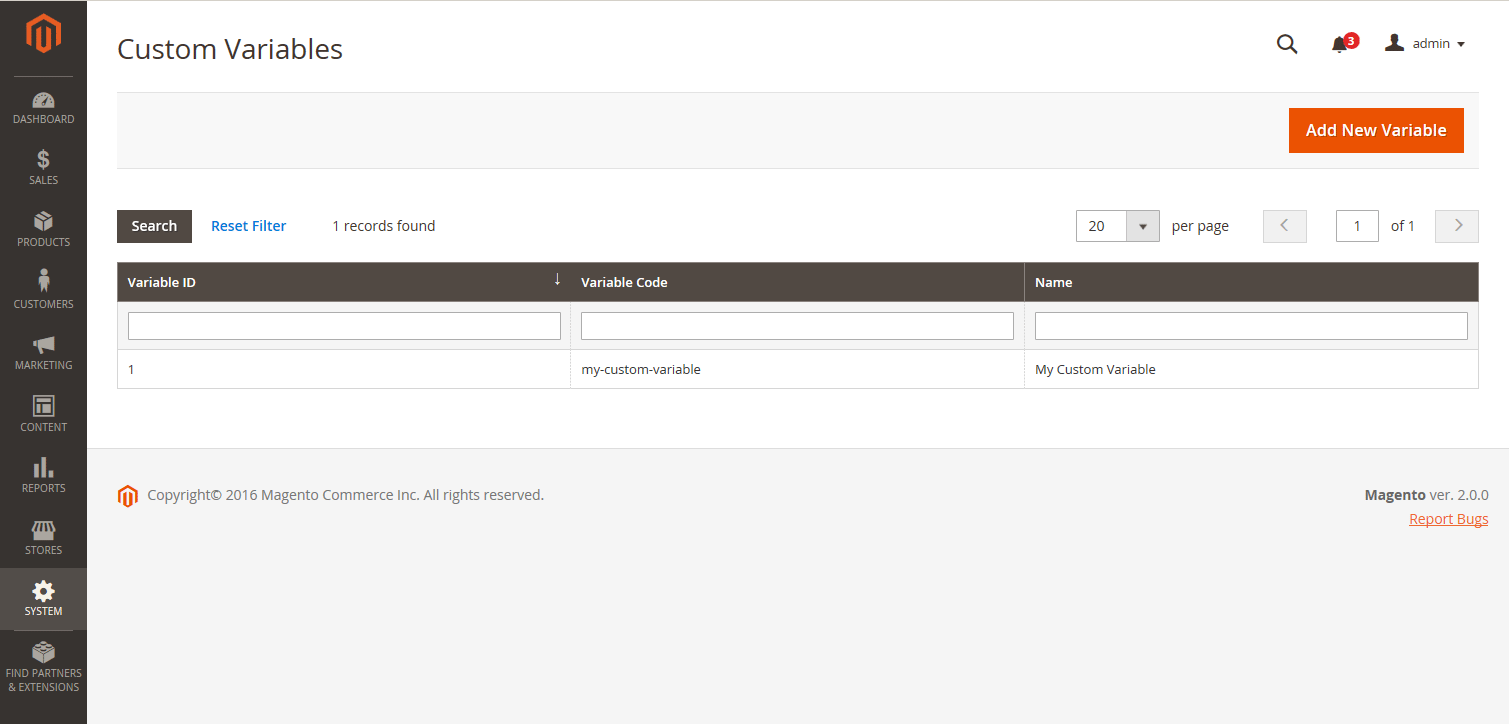 Custom Variables
3
admin
Add New Variable
DASHBOARD
SALES
PRODUCTS
CUSTOMERS
MARKETING
CONTENT
REPORTS
STORES
SYSTEM
FIND PARTNERS
& EXTENSIONS
Search Reset Filter 1 records found 20 per page 1 of 1
Variable ID ↓ Variable Code Name
1 my-custom-variable My Custom Variable
Copyright© 2016 Magento Commerce Inc. All rights reserved. Magento ver. 2.0.0
Report Bugs